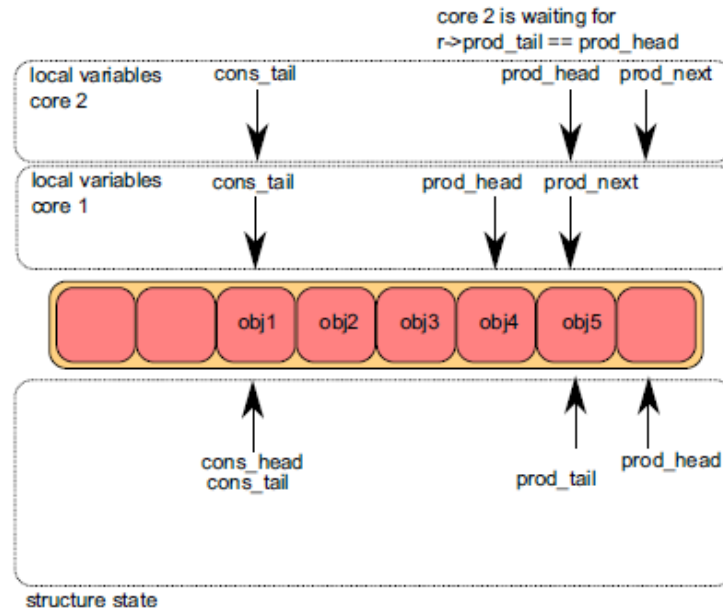 core 2 is waiting for
r->prod_tail == prod_head
local variables
core 2
cons_tail
prod_head
prod_next
local variables
core 1
cons_tail
prod_head
prod_next
obj1
obj2
obj3
obj4
obj5
cons_head
cons_tail
prod_tail
prod_head
structure state